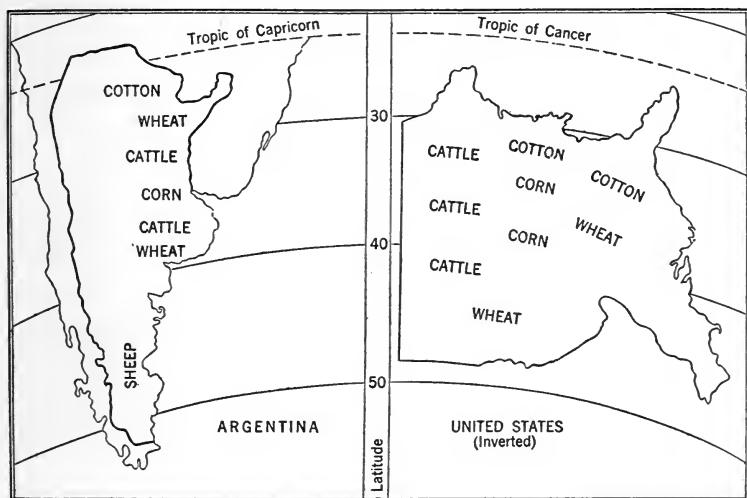 Tropic of Capricorn
COTTON
WHEAT
CATTLE
CORN
CATTLE
WHEAT
SHEEP
ARGENTINA
30
40
50
Latitude
Tropic of Cancer
CATTLE
COTTON
COTTON
CORN
CATTLE
WHEAT
CORN
CATTLE
WHEAT
UNITED STATES
(Inverted)